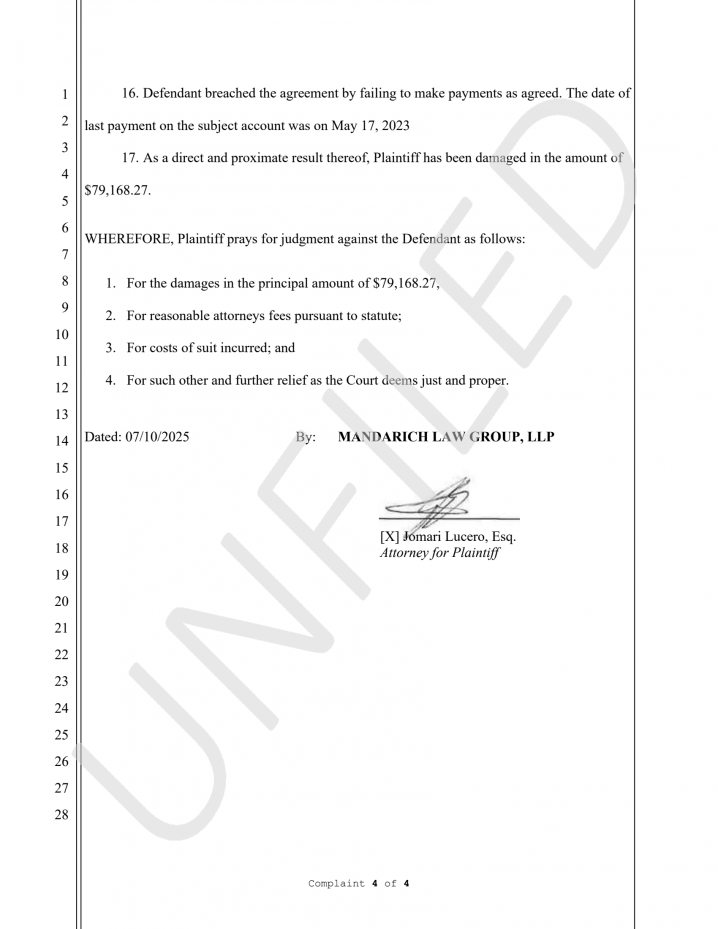 1
2
3
4
5
6
7
8
9
10
11
12
13
14
15
16
17
18
19
20
21
22
23
24
25
26
27
28
16. Defendant breached the agreement by failing to make payments as agreed. The date of
last payment on the subject account was on May 17, 2023
17. As a direct and proximate result thereof, Plaintiff has been damaged in the amount of
$79,168.27.
WHEREFORE, Plaintiff prays for judgment against the Defendant as follows:
1. For the damages in the principal amount of $79,168.27,
2. For reasonable attorneys fees pursuant to statute;
3. For costs of suit incurred; and
4. For such other and further relief as the Court deems just and proper.
Dated: 07/10/2025 By: MANDARICH LAW GROUP, LLP
[X] Jomari Lucero, Esq.
Attorney for Plaintiff
UNFILED
Complaint 4 of 4